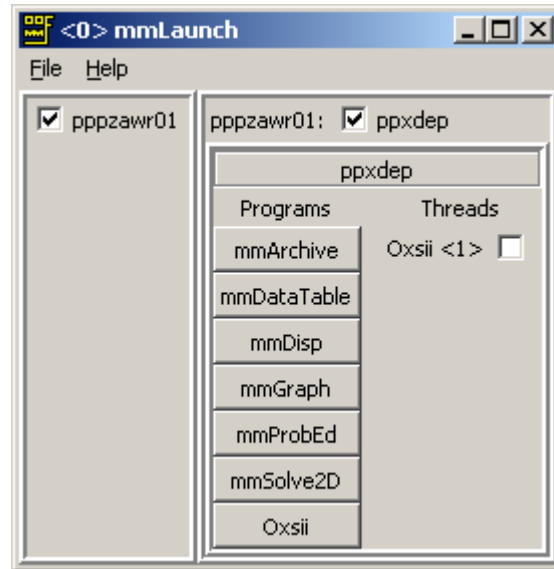 <0> mmLaunch
File Help
pppzawr01
pppzawr01: ppxdep
ppxdep
Programs Threads
mmArchive Oxsii <1>
mmDataTable
mmDisp
mmGraph
mmProbEd
mmSolve2D
Oxsii